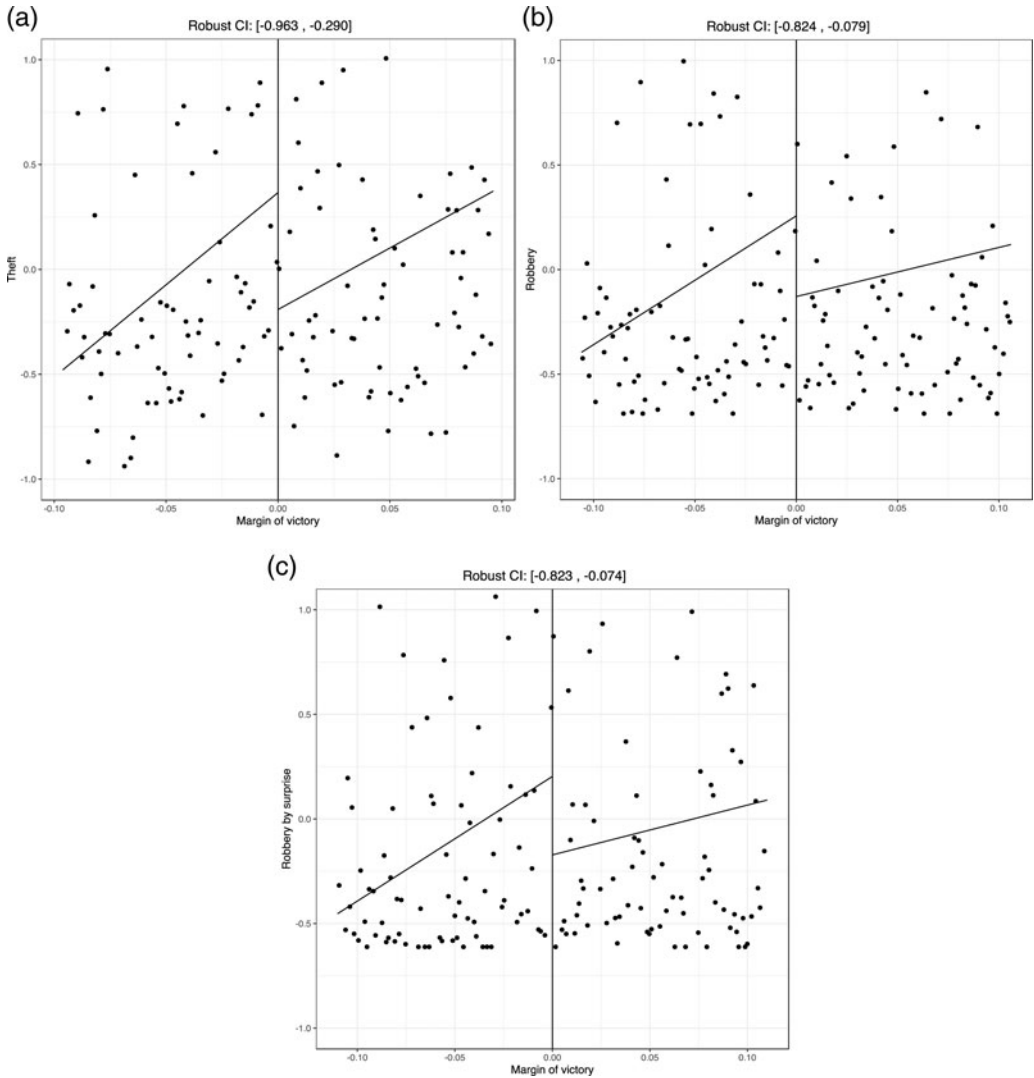 (a)
Robust CI: [-0.963 , -0.290]
1.0
0.5
0.0
-0.5
-1.0
Theft
-0.10
-0.05
0.00
0.05
0.10
Margin of victory
(b)
Robust CI: [-0.824 , -0.079]
1.0
0.5
0.0
-0.5
-1.0
Robbery
-0.10
-0.05
0.00
0.05
0.10
Margin of victory
(c)
Robust CI: [-0.823 , -0.074]
1.0
0.5
0.0
-0.5
-1.0
Robbery by surprise
-0.10
-0.05
0.00
0.05
0.10
Margin of victory